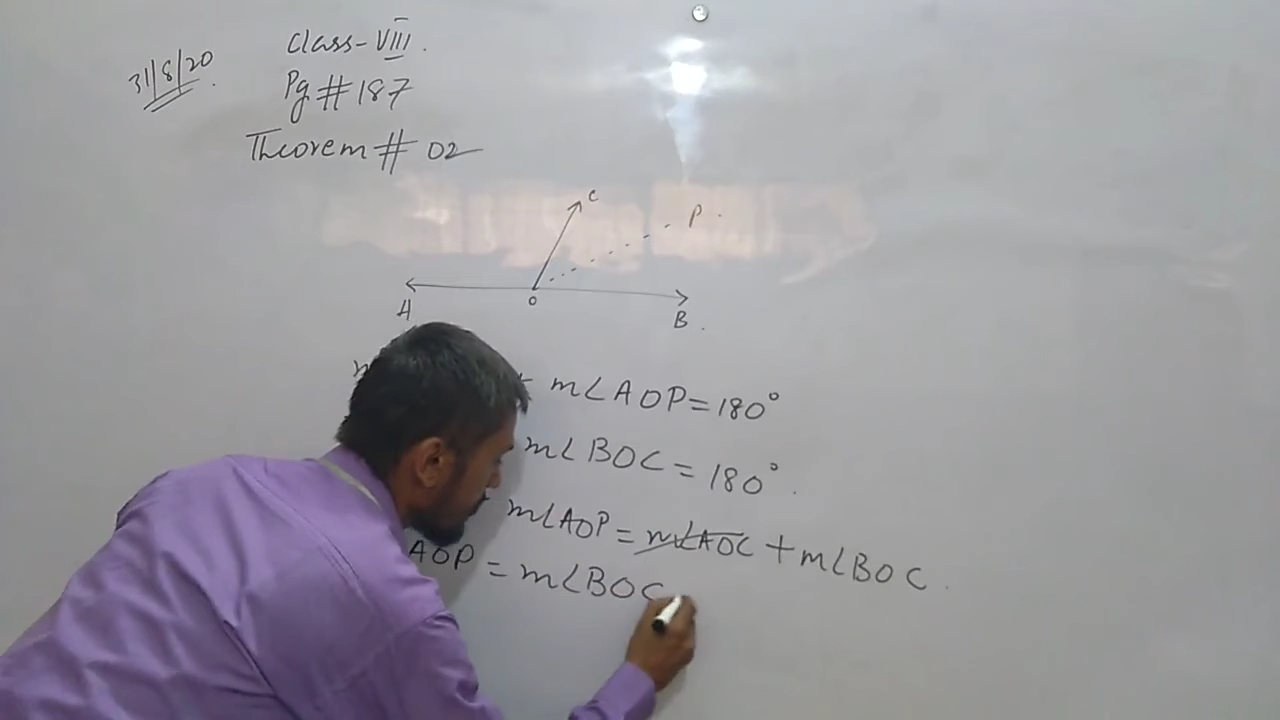 31/8/20
Class-VIII.
Pg # 187
Theorem # 02
C
P.
A
O
B.
m∠AOP = 180°
m∠BOC = 180°.
m∠AOP = m∠AOC + m∠BOC.
AOP = m∠BOC